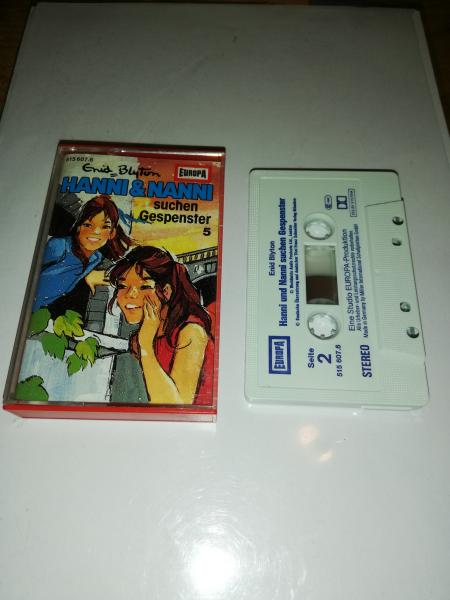 515 607.6
Enid Blyton
EUROPA
HANNI & NANNI
suchen
Gespenster
5
Enid Blyton
Hanni und Nanni suchen Gespenster
EUROPA
Seite
2
515 607.6
Eine Studio EUROPA-Produktion
STEREO